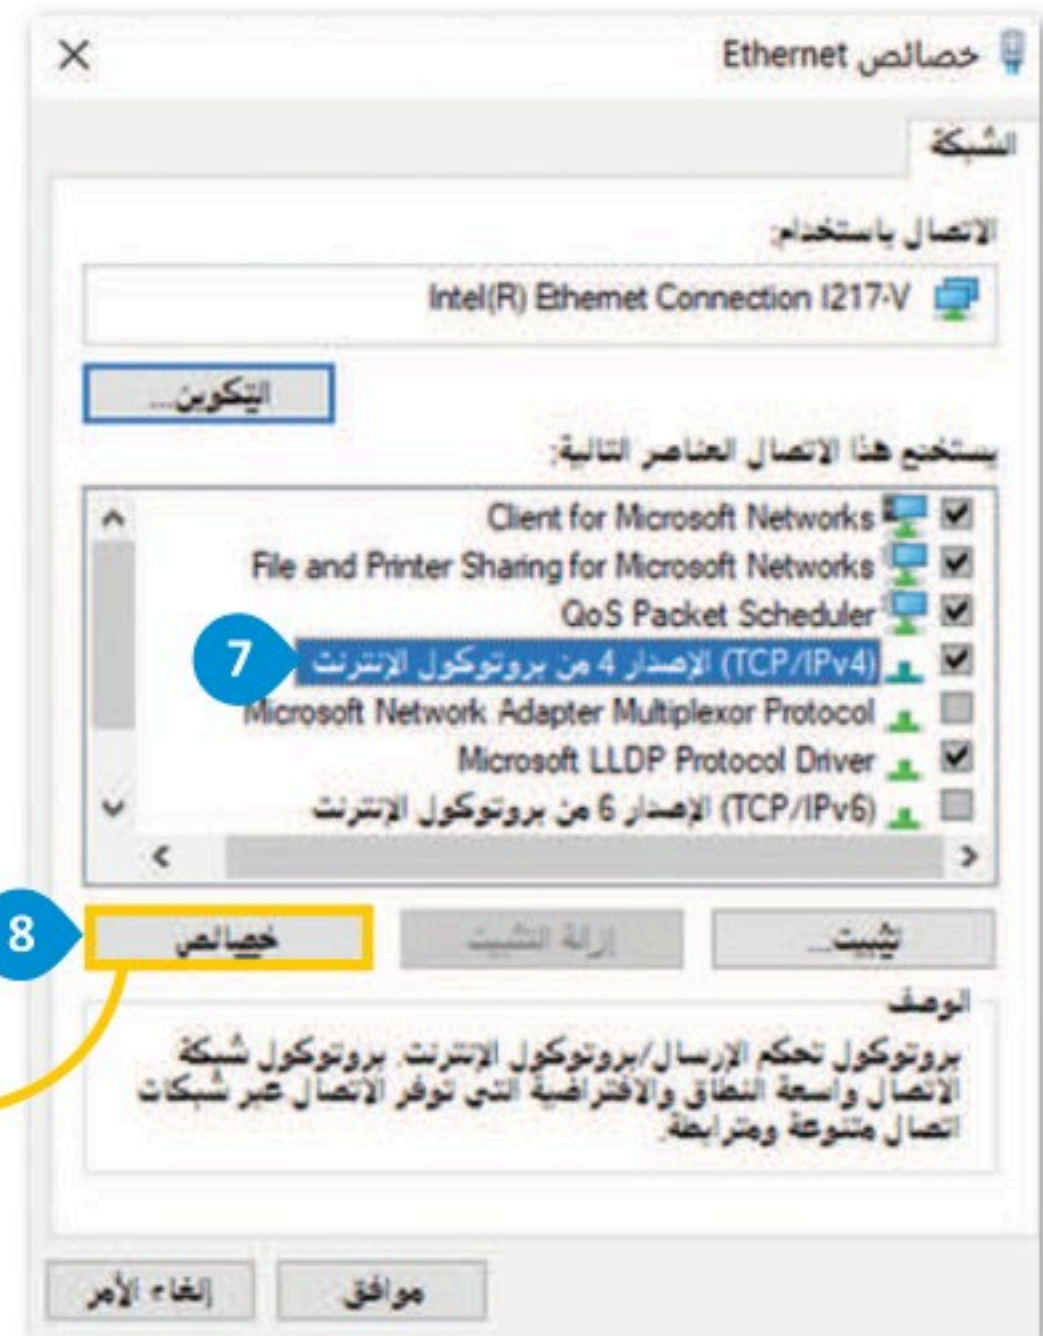 خصائص Ethernet
الشبكة
الاتصال باستخدام:
Intel(R) Ethernet Connection I217-V
التكوين...
يستخدم هذا الاتصال العناصر التالية:
Client for Microsoft Networks
File and Printer Sharing for Microsoft Networks
QoS Packet Scheduler
7
(TCP/IPv4) الإصدار 4 من بروتوكول الإنترنت
Microsoft Network Adapter Multiplexor Protocol
Microsoft LLDP Protocol Driver
(TCP/IPv6) الإصدار 6 من بروتوكول الإنترنت
تثبيت... إزالة التثبيت خصائص
8
الوصف
بروتوكول تحكم الإرسال/بروتوكول الإنترنت. بروتوكول شبكة
الاتصال واسعة النطاق والافتراضية التي توفر الاتصال عبر شبكات
اتصال متنوعة ومترابطة.
موافق إلغاء الأمر